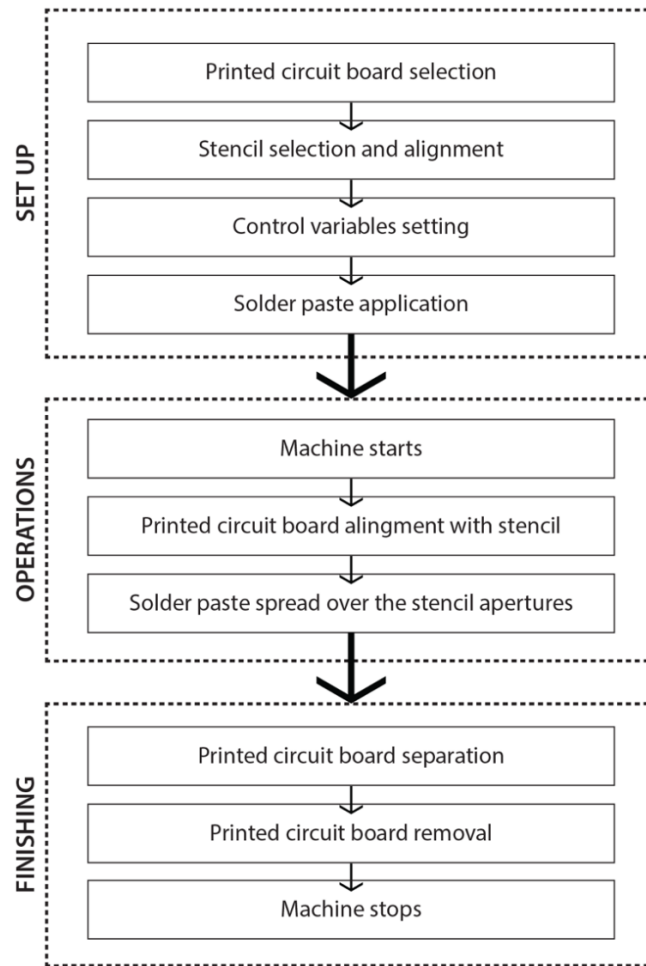 SET UP
Printed circuit board selection
Stencil selection and alignment
Control variables setting
Solder paste application
OPERATIONS
Machine starts
Printed circuit board alingment with stencil
Solder paste spread over the stencil apertures
FINISHING
Printed circuit board separation
Printed circuit board removal
Machine stops